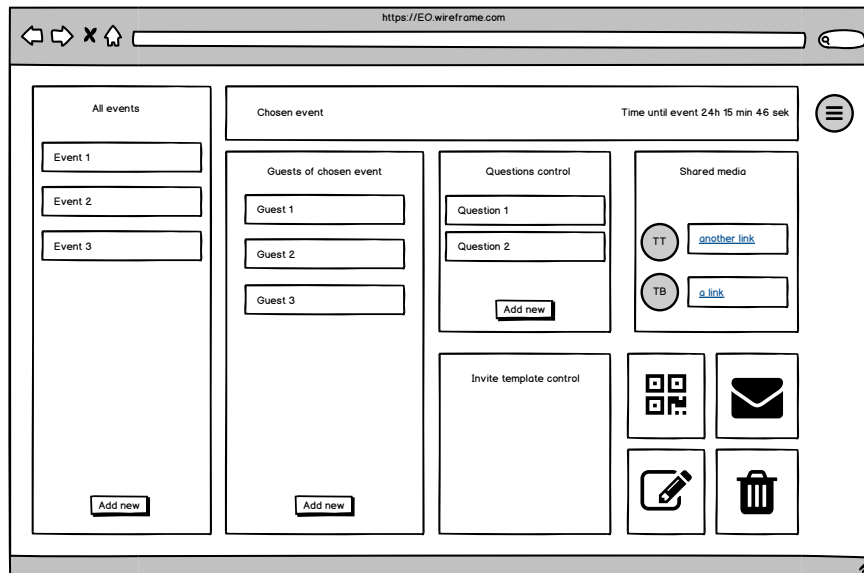 https://EO.wireframe.com
All events
Event 1
Event 2
Event 3
Add new
Chosen event
Time until event 24h 15 min 46 sek
Guests of chosen event
Guest 1
Guest 2
Guest 3
Add new
Questions control
Question 1
Question 2
Add new
Shared media
TT
another link
TB
a link
Invite template control